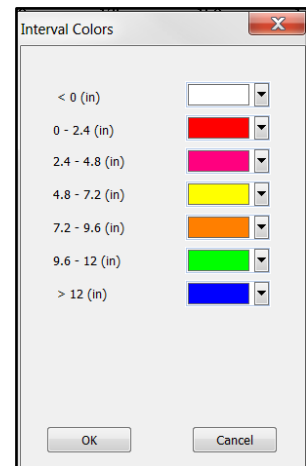 Interval Colors
< 0 (in)
0 - 2.4 (in)
2.4 - 4.8 (in)
4.8 - 7.2 (in)
7.2 - 9.6 (in)
9.6 - 12 (in)
> 12 (in)
OK Cancel